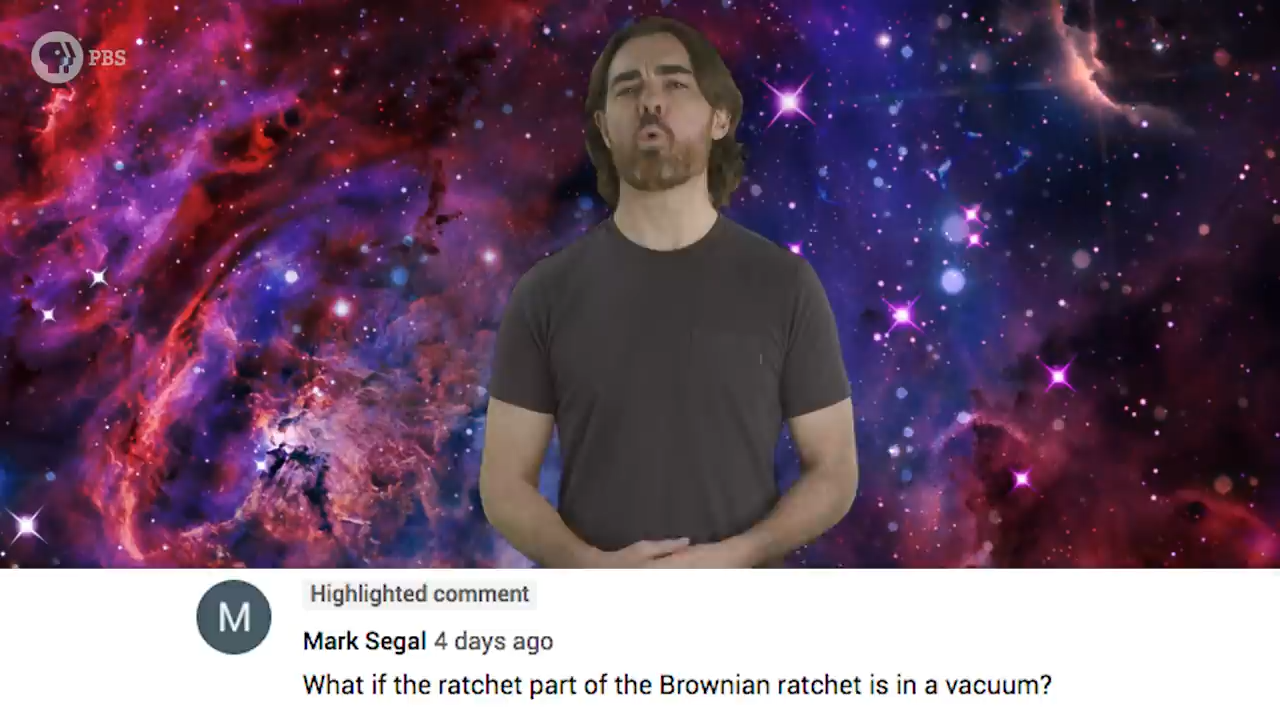 PBS
M
Highlighted comment
Mark Segal 4 days ago
What if the ratchet part of the Brownian ratchet is in a vacuum?